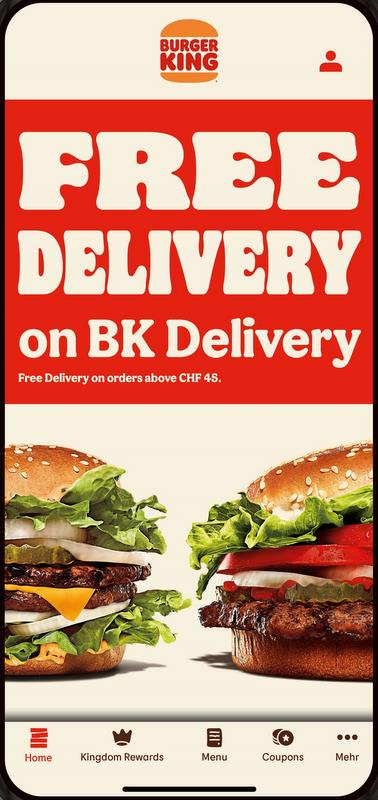 BURGER
KING
FREE
DELIVERY
on BK Delivery
Free Delivery on orders above CHF 45.
Home
Kingdom Rewards
Menu
Coupons
Mehr